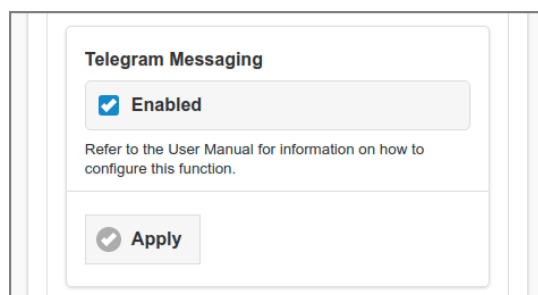 Telegram Messaging
Enabled
Refer to the User Manual for information on how to
configure this function.
Apply